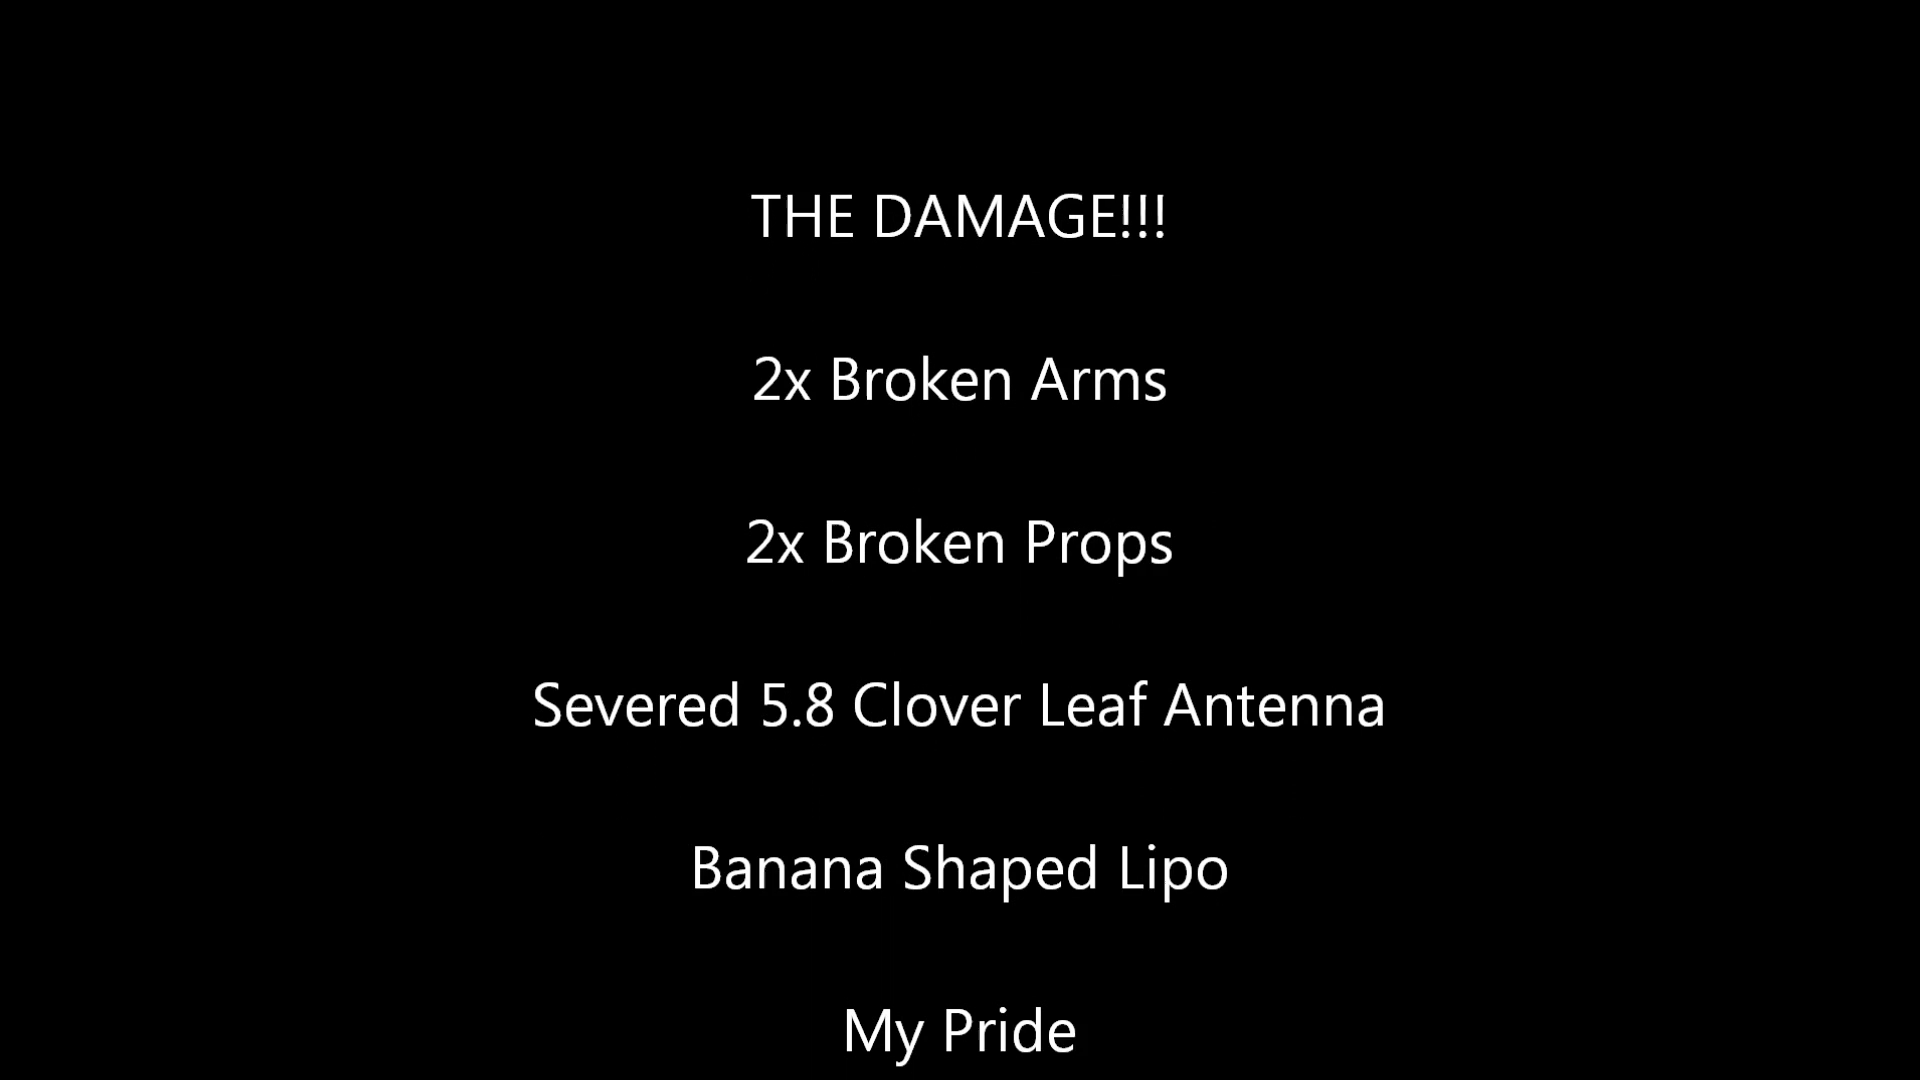 THE DAMAGE!!!
2x Broken Arms
2x Broken Props
Severed 5.8 Clover Leaf Antenna
Banana Shaped Lipo
My Pride